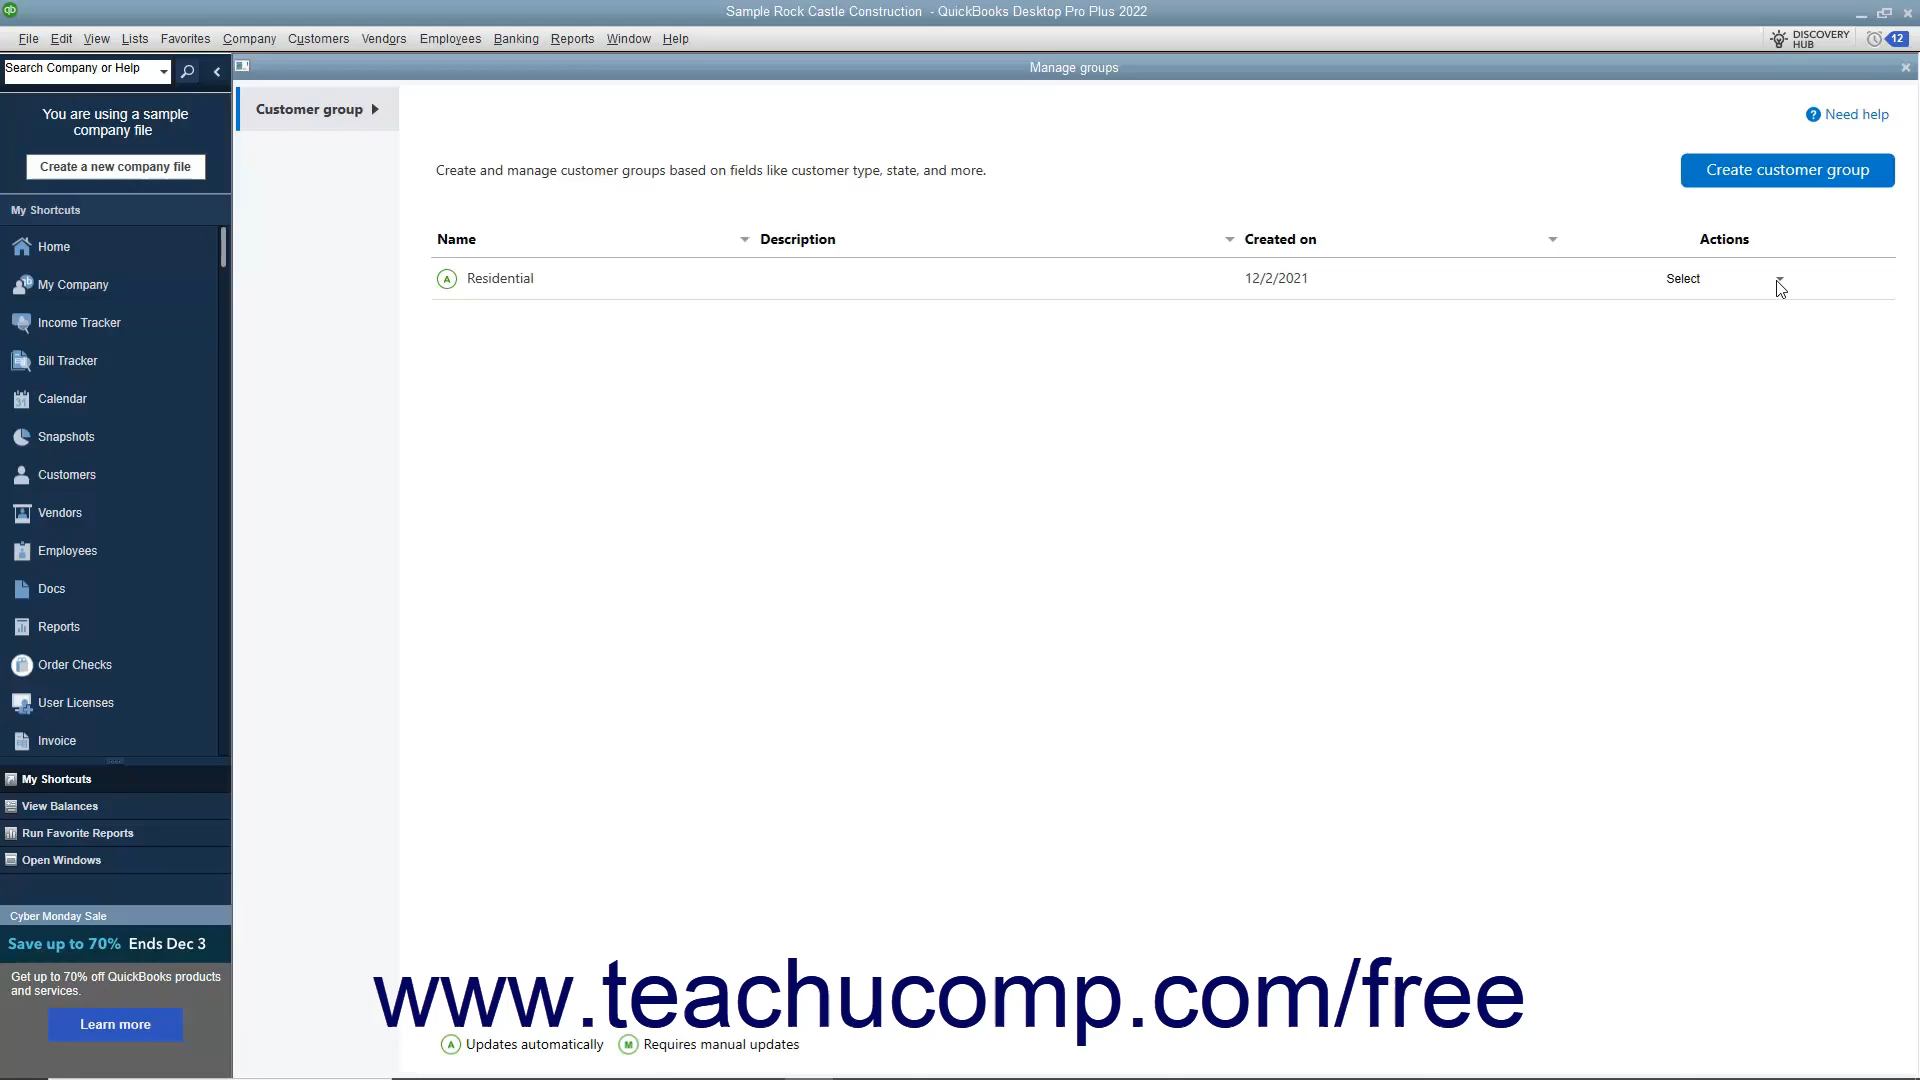 Sample Rock Castle Construction - QuickBooks Desktop Pro Plus 2022
File Edit View Lists Favorites Company Customers Vendors Employees Banking Reports Window Help
DISCOVERY HUB 12
Search Company or Help
Manage groups
You are using a sample
company file
Create a new company file
My Shortcuts
Home
My Company
Income Tracker
Bill Tracker
Calendar
Snapshots
Customers
Vendors
Employees
Docs
Reports
Order Checks
User Licenses
Invoice
My Shortcuts
View Balances
Run Favorite Reports
Open Windows
Cyber Monday Sale
Save up to 70% Ends Dec 3
Get up to 70% off QuickBooks products
and services.
Learn more
Customer group
Need help
Create and manage customer groups based on fields like customer type, state, and more.
Create customer group
Name Description Created on Actions
A Residential 12/2/2021 Select
www.teachucomp.com/free
A Updates automatically M Requires manual updates